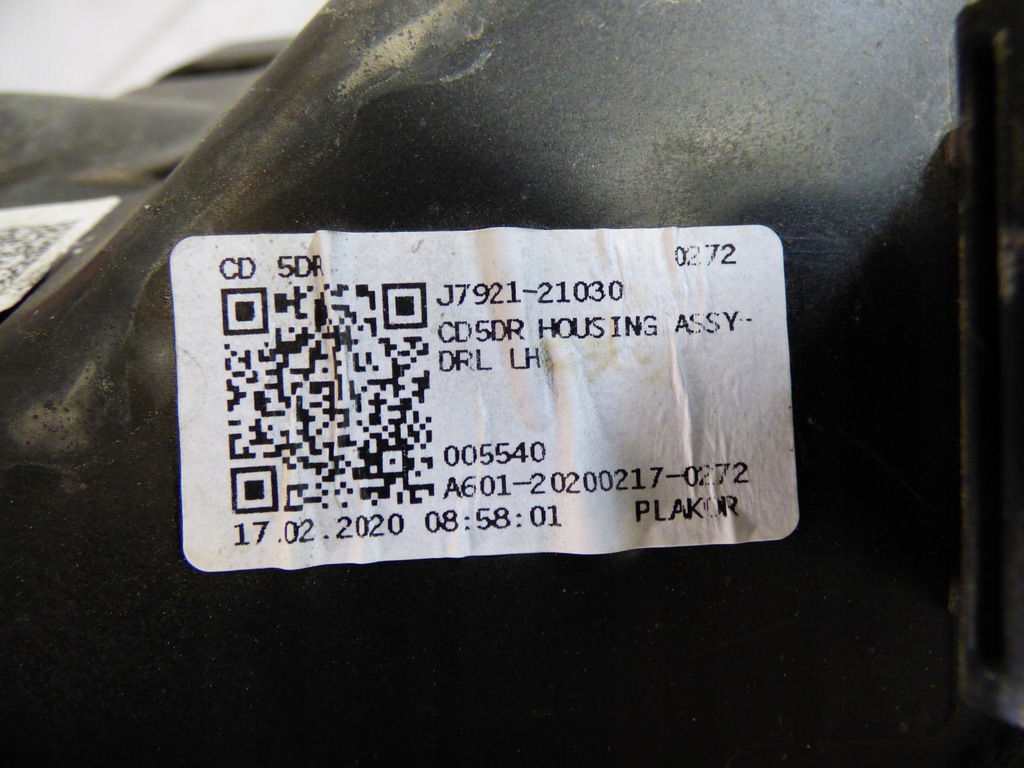 CD 5DR 0272
J7921-21030
CD5DR HOUSING ASSY-
DRL LH
005540
A601-20200217-0272
17.02.2020 08:58:01 PLAKOR